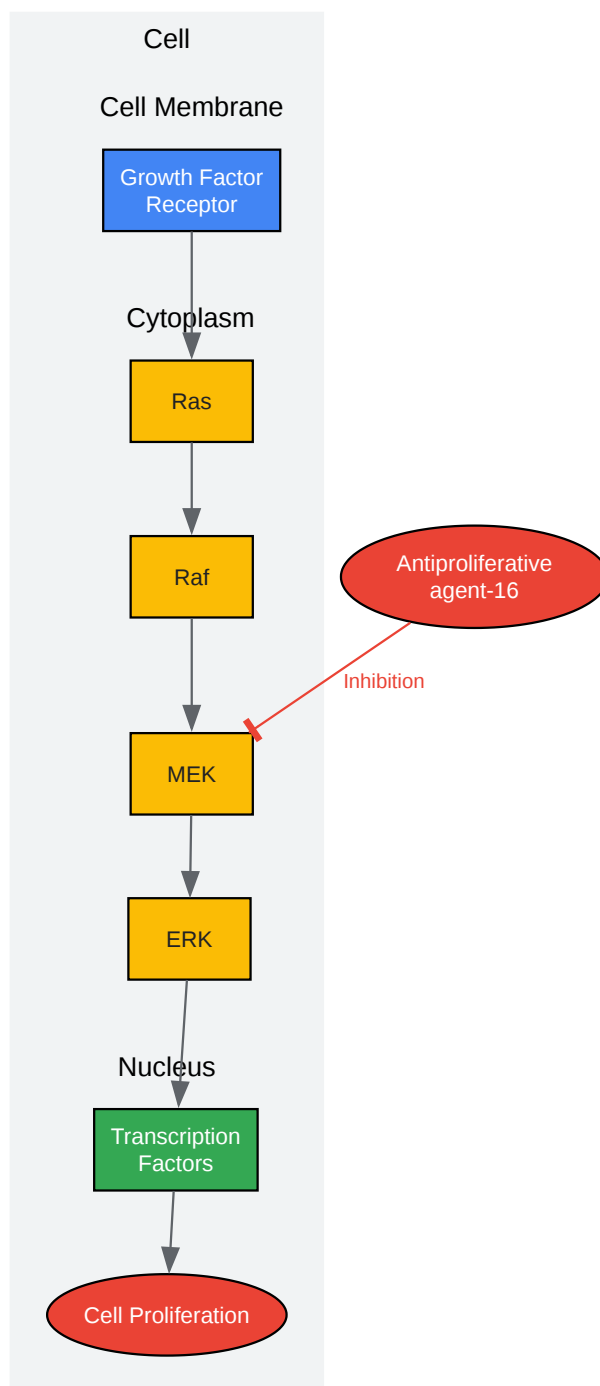 Cell
Cell Membrane
Growth Factor
Receptor
Cytoplasm
Ras
Raf
Antiproliferative
agent-16
Inhibition
MEK
ERK
Nucleus
Transcription
Factors
Cell Proliferation